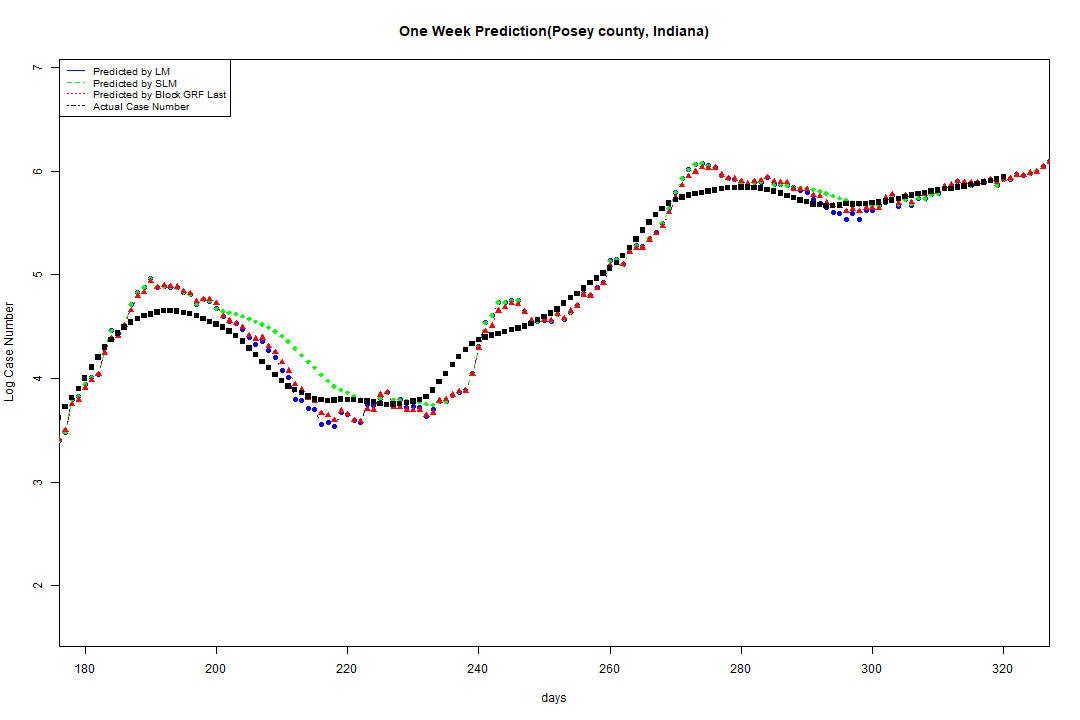 One Week Prediction(Posey county, Indiana)
7
Predicted by LM
Predicted by SLM
Predicted by Block GRF Last
Actual Case Number
6
5
4
3
2
Log Case Number
180 200 220 240 260 280 300 320
days